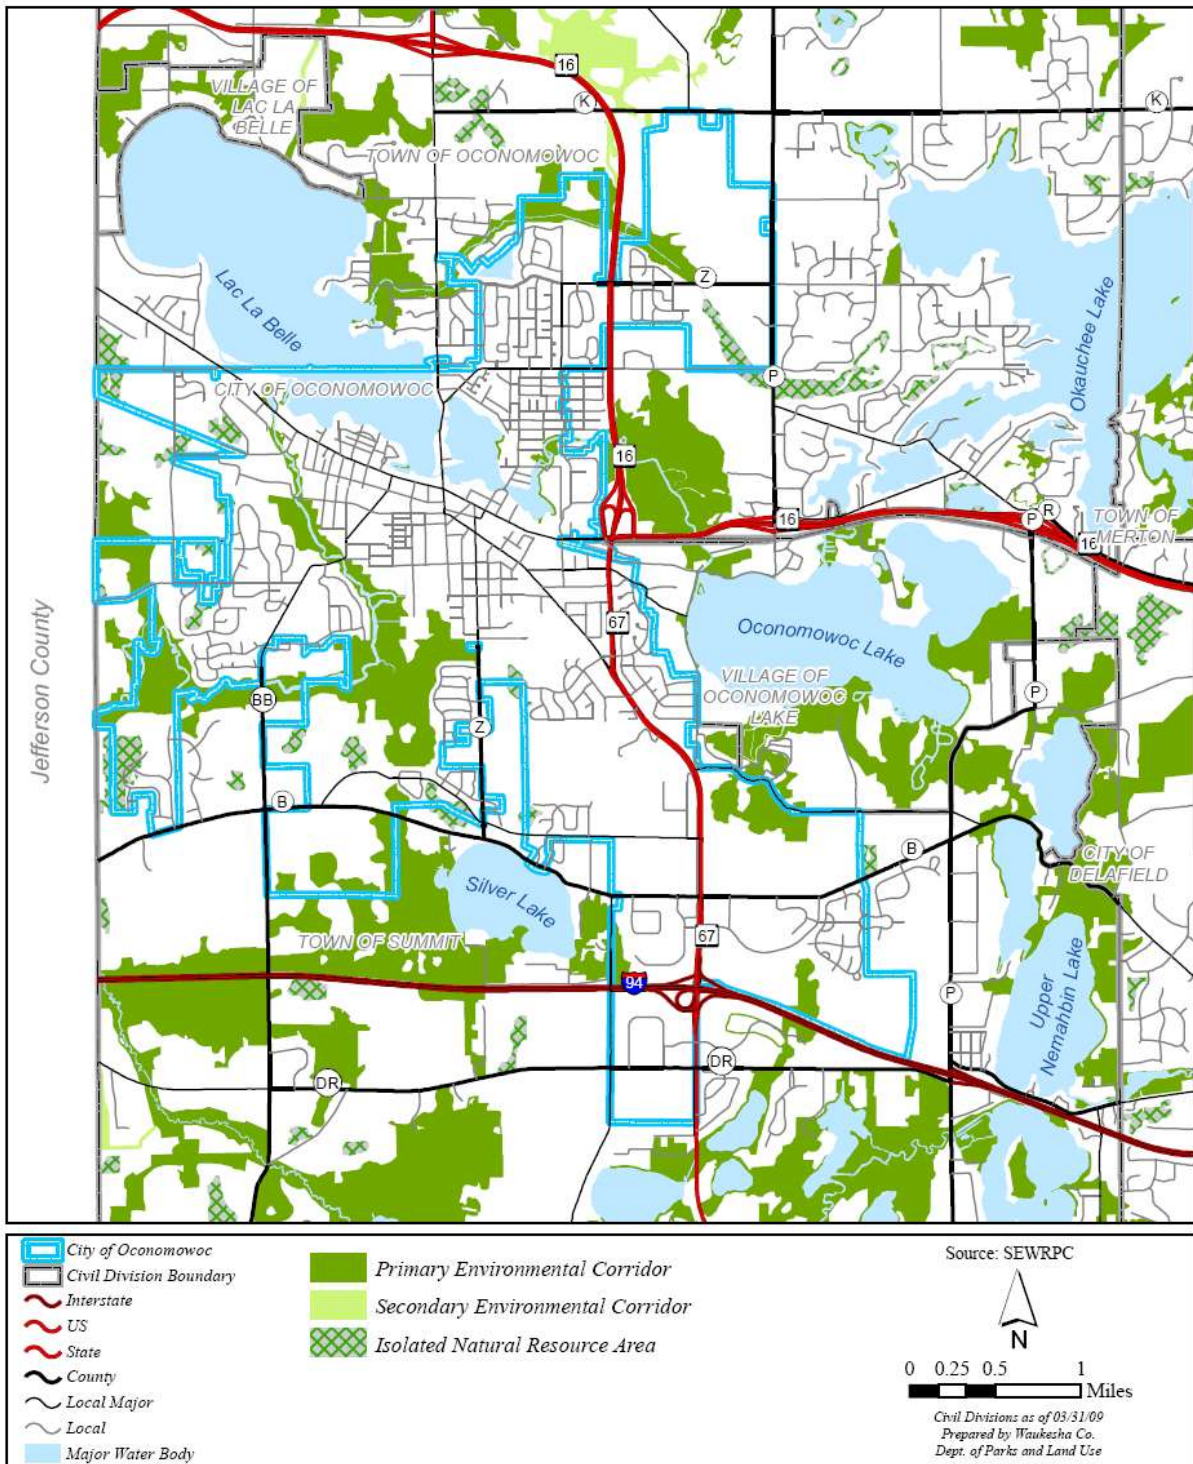 16
K
K
VILLAGE OF
LAC LA
BELLE
TOWN OF OCONOMOWOC
Lac La Belle
Z
Okauchee Lake
P
CITY OF OCONOMOWOC
16
16
P
R
TOWN OF
MERTON
16
Jefferson County
67
Oconomowoc Lake
VILLAGE OF
OCONOMOWOC
LAKE
P
BB
Z
B
B
CITY OF
DELAFIELD
Silver Lake
TOWN OF SUMMIT
67
94
P
Upper
Nemahbin Lake
DR
DR
City of Oconomowoc
Civil Division Boundary
Interstate
US
State
County
Local Major
Local
Major Water Body
Primary Environmental Corridor
Secondary Environmental Corridor
Isolated Natural Resource Area
Source: SEWRPC
N
0 0.25 0.5 1
Miles
Civil Divisions as of 03/31/09
Prepared by Waukesha Co.
Dept. of Parks and Land Use